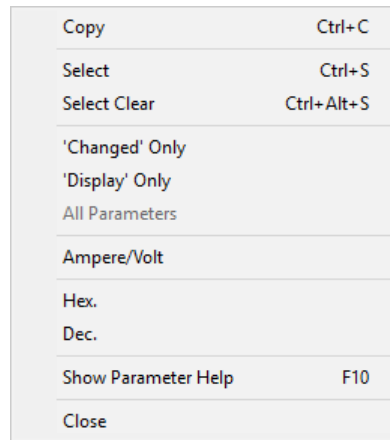 Copy Ctrl+C
Select Ctrl+S
Select Clear Ctrl+Alt+S
'Changed' Only
'Display' Only
All Parameters
Ampere/Volt
Hex.
Dec.
Show Parameter Help F10
Close